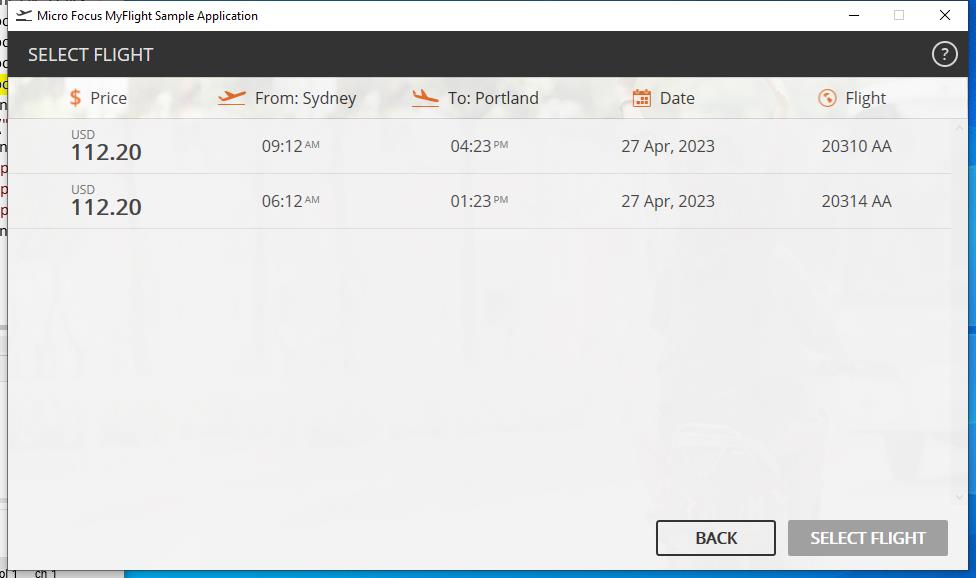 Micro Focus MyFlight Sample Application
SELECT FLIGHT ?
$ Price From: Sydney To: Portland Date Flight
USD
112.20 09:12 AM 04:23 PM 27 Apr, 2023 20310 AA
USD
112.20 06:12 AM 01:23 PM 27 Apr, 2023 20314 AA
BACK SELECT FLIGHT
ch 1